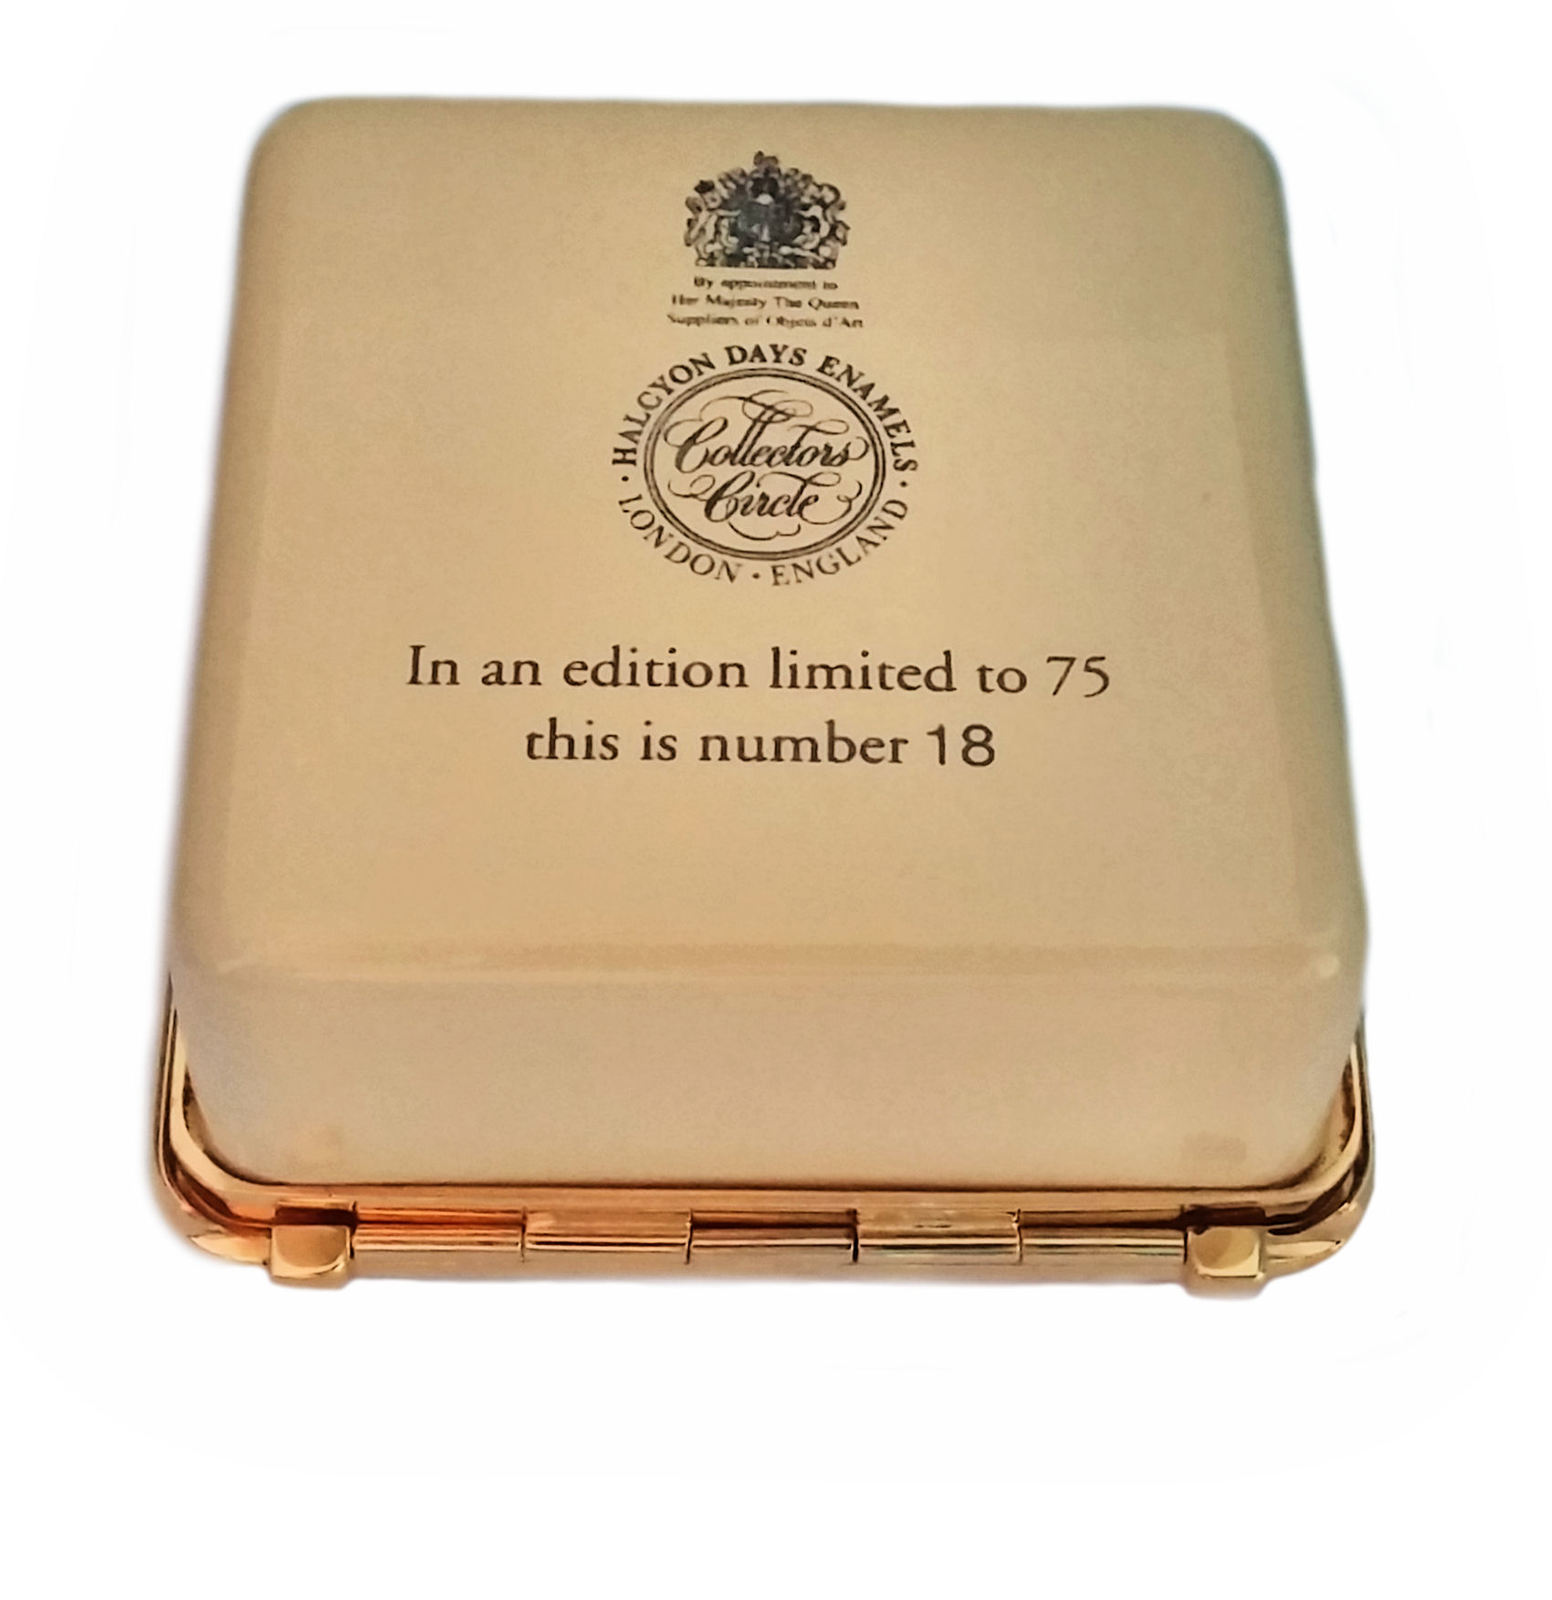 By appointment to
Her Majesty The Queen
Suppliers of Objets d'Art
HALCYON DAYS ENAMELS
Collectors
Circle
· LONDON · ENGLAND ·
In an edition limited to 75
this is number 18